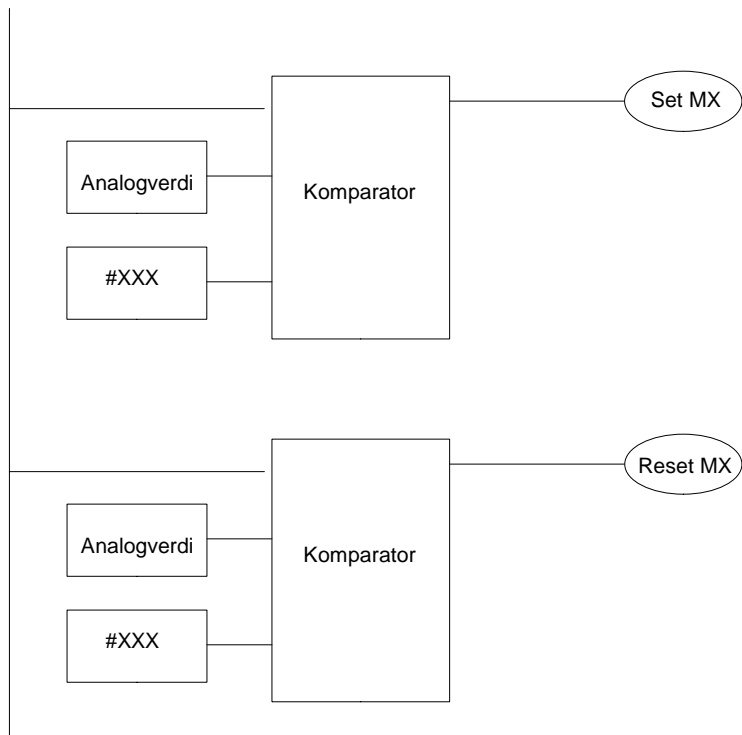 Set MX
Analogverdi
Komparator
#XXX
Reset MX
Analogverdi
Komparator
#XXX